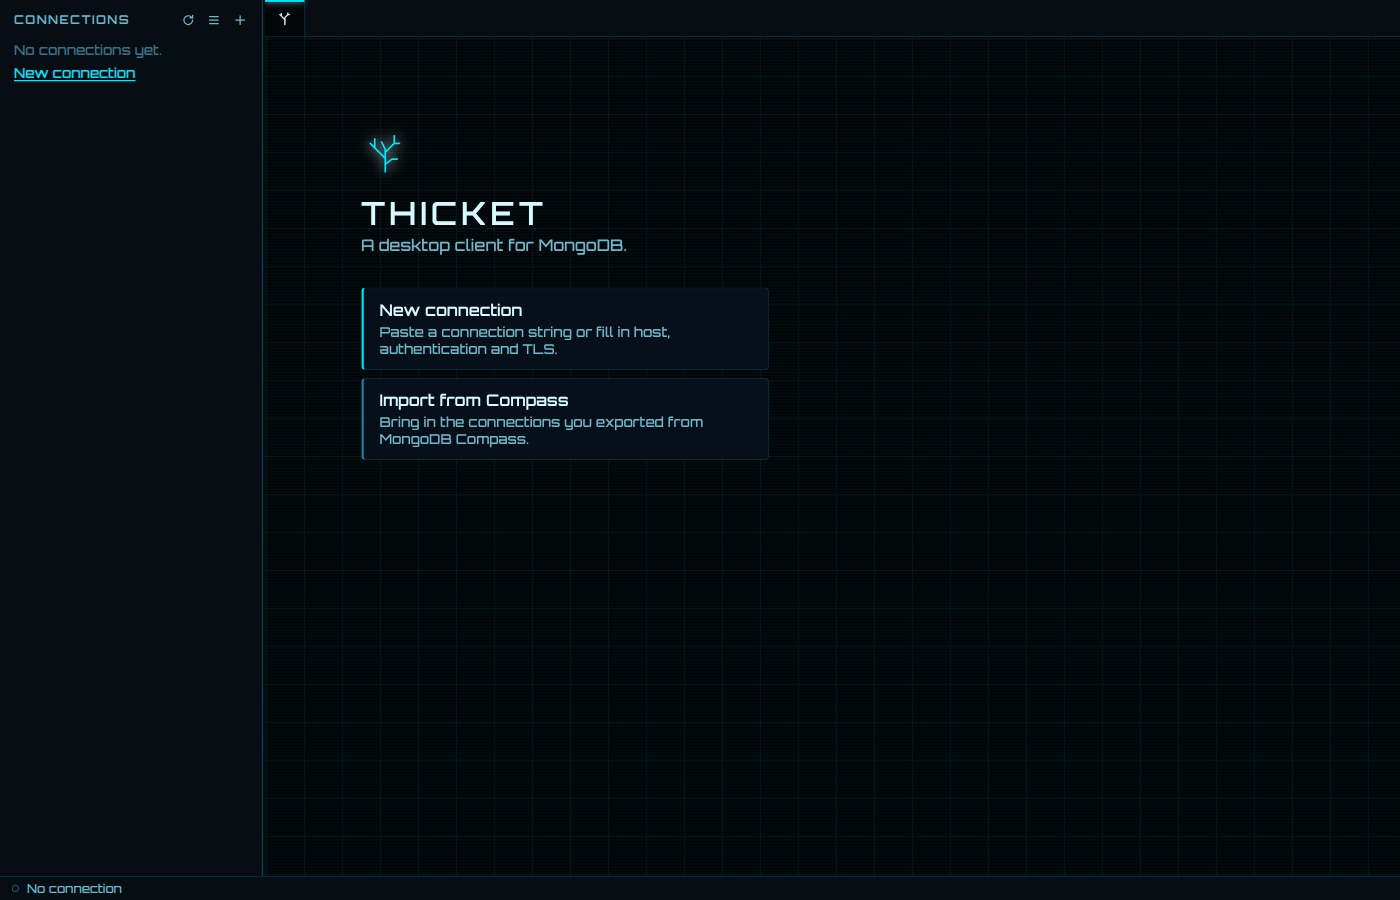 CONNECTIONS
No connections yet.
New connection
THICKET
A desktop client for MongoDB.
New connection
Paste a connection string or fill in host,
authentication and TLS.
Import from Compass
Bring in the connections you exported from
MongoDB Compass.
No connection